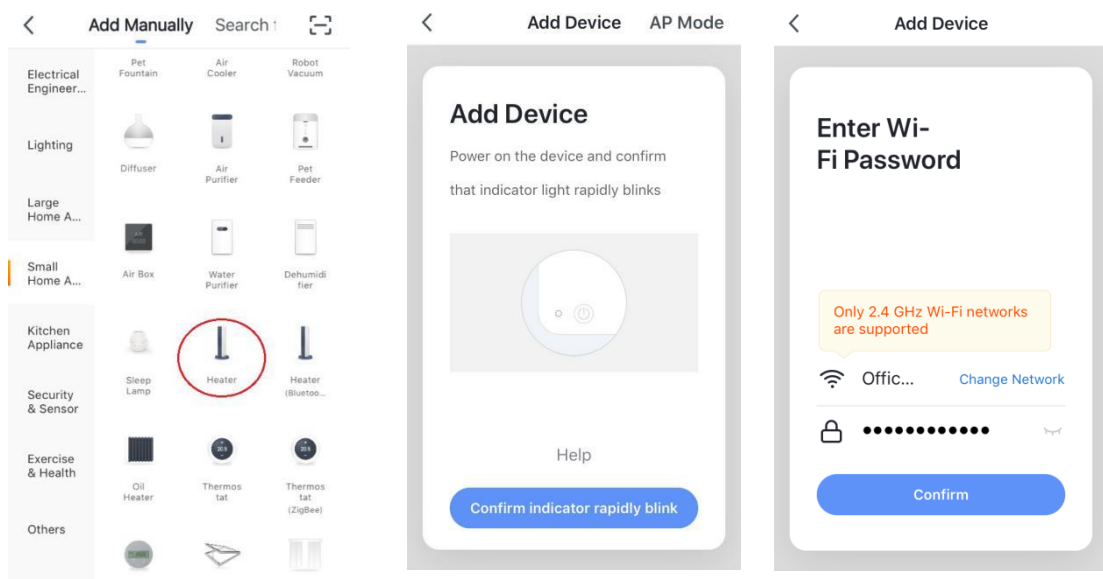 Add Manually Search
Pet
Fountain
Air
Cooler
Robot
Vacuum
Electrical
Engineer...
Lighting
Diffuser
Air
Purifier
Pet
Feeder
Large
Home A...
Small
Home A...
Air Box
Water
Purifier
Dehumidi
fier
Kitchen
Appliance
Sleep
Lamp
Heater
Heater
(Bluetoo...
Security
& Sensor
Exercise
& Health
Oil
Heater
Thermos
tat
Thermos
tat
(ZigBee)
Others
Add Device AP Mode
Add Device
Power on the device and confirm
that indicator light rapidly blinks
Help
Confirm indicator rapidly blink
Add Device
Enter Wi-
Fi Password
Only 2.4 GHz Wi-Fi networks
are supported
Offic... Change Network
Confirm